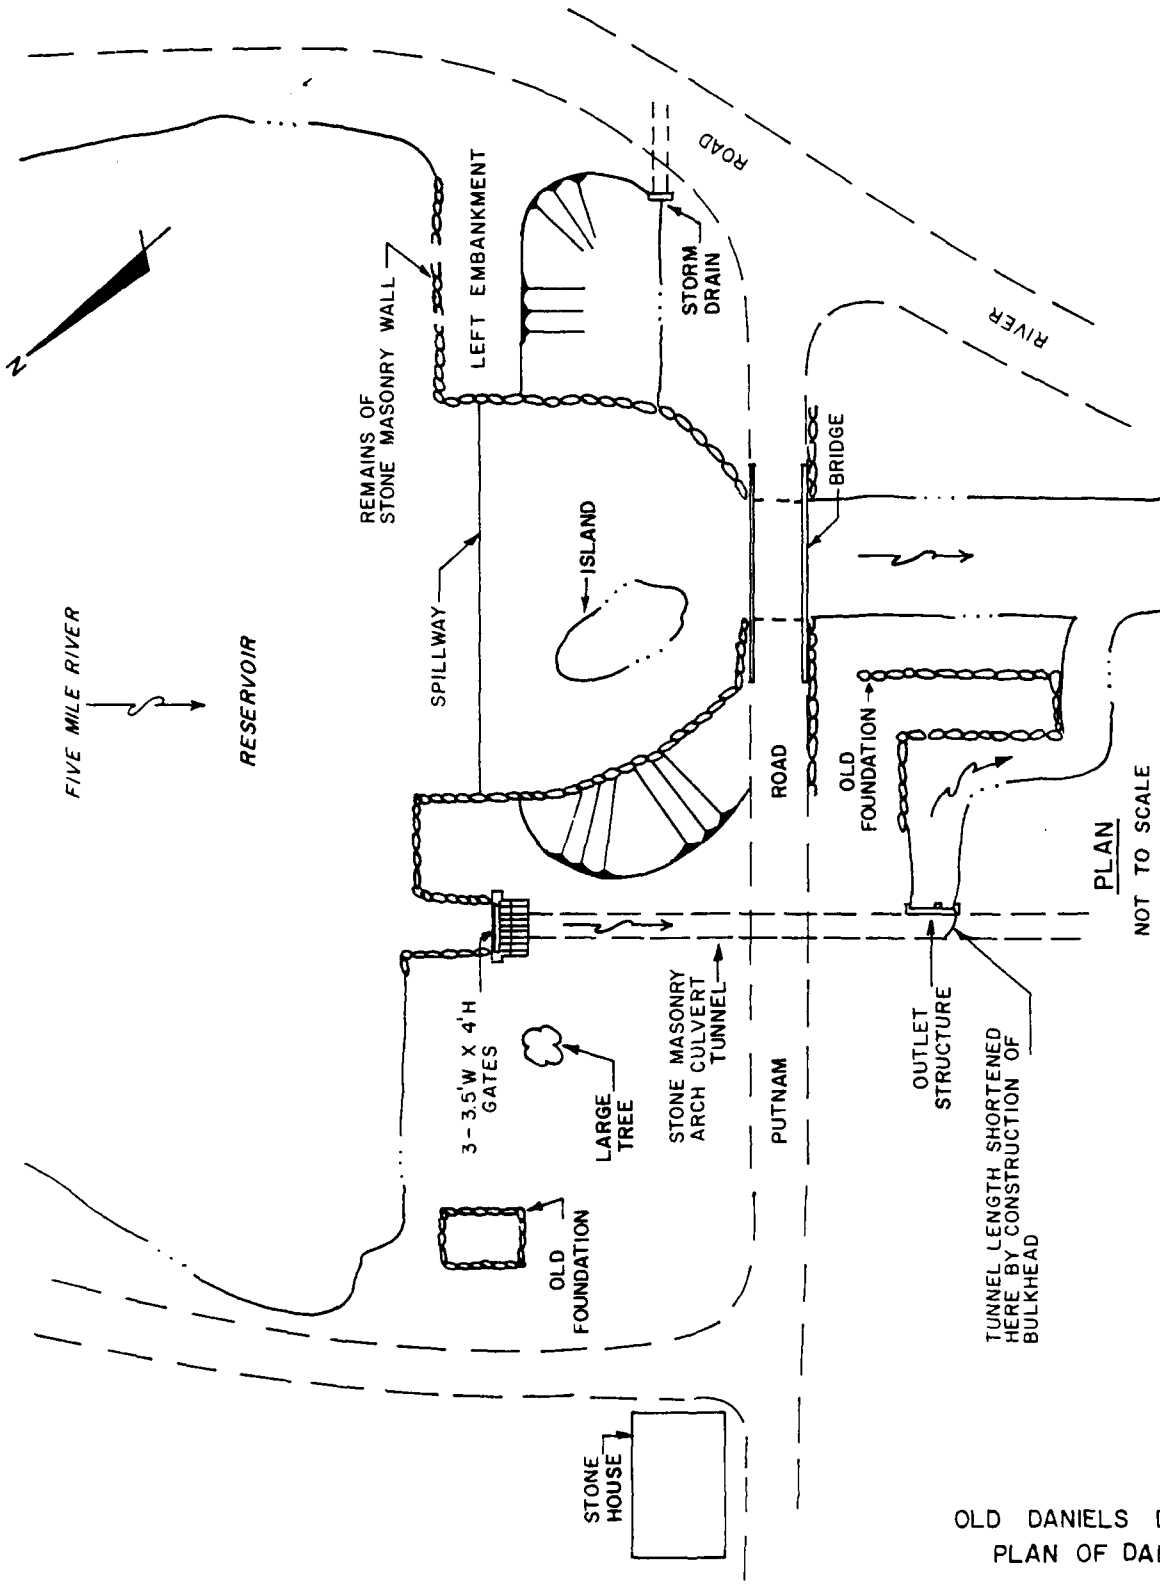 FIVE MILE RIVER
RESERVOIR
N
REMAINS OF
STONE MASONRY WALL
LEFT EMBANKMENT
SPILLWAY
ISLAND
STORM
DRAIN
ROAD
RIVER
BRIDGE
3-3.5'W X 4'H
GATES
LARGE
TREE
STONE MASONRY
ARCH CULVERT
TUNNEL
OLD
FOUNDATION
STONE
HOUSE
PUTNAM
ROAD
OLD
FOUNDATION
OUTLET
STRUCTURE
TUNNEL LENGTH SHORTENED
HERE BY CONSTRUCTION OF
BULKHEAD
PLAN
NOT TO SCALE
OLD DANIELS
PLAN OF